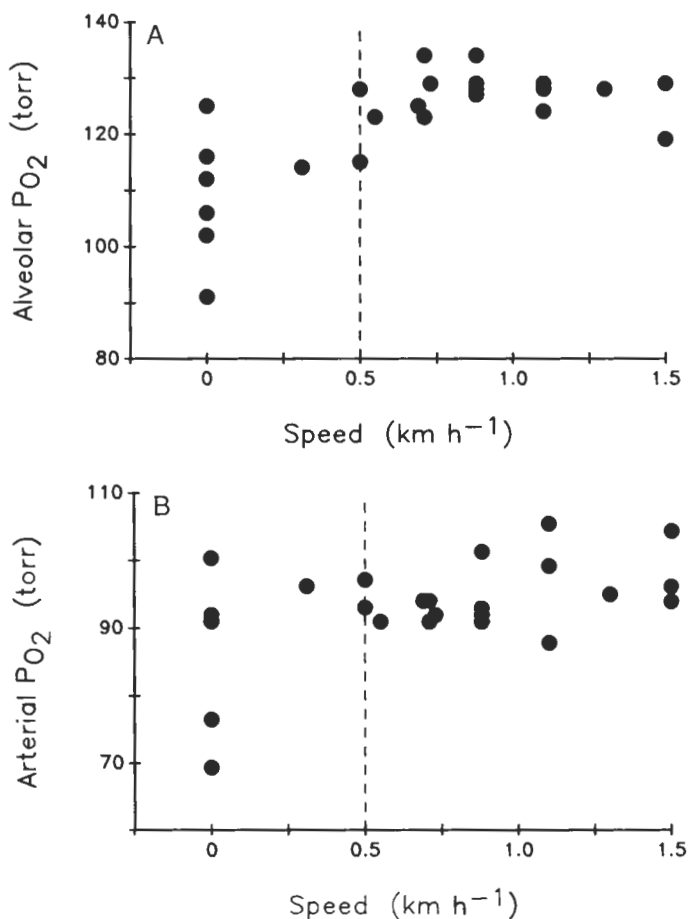 A
140
120
100
80
Alveolar PO2 (torr)
0 0.5 1.0 1.5
Speed (km h−1)
B
110
90
70
Arterial PO2 (torr)
0 0.5 1.0 1.5
Speed (km h−1)